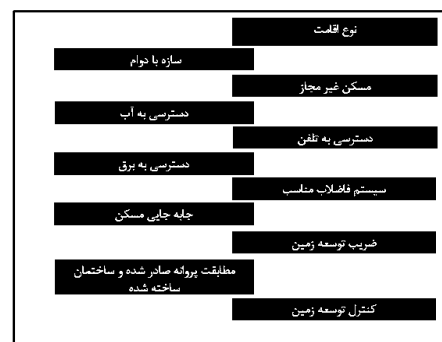 نوع اقامت
سازه با دوام
مسکن غیر مجاز
دسترسی به آب
دسترسی به تلفن
دسترسی به برق
سیستم فاضلاب مناسب
جابه جایی مسکن
ضریب توسعه زمین
مطابقت پروانه صادر شده و ساختمان
ساخته شده
کنترل توسعه زمین